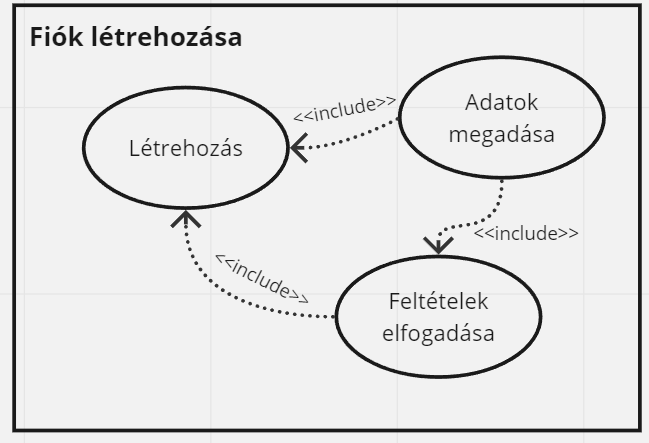 Fiók létrehozása
<<include>>
Adatok
megadása
Létrehozás
<<include>>
<<include>>
Feltételek
elfogadása